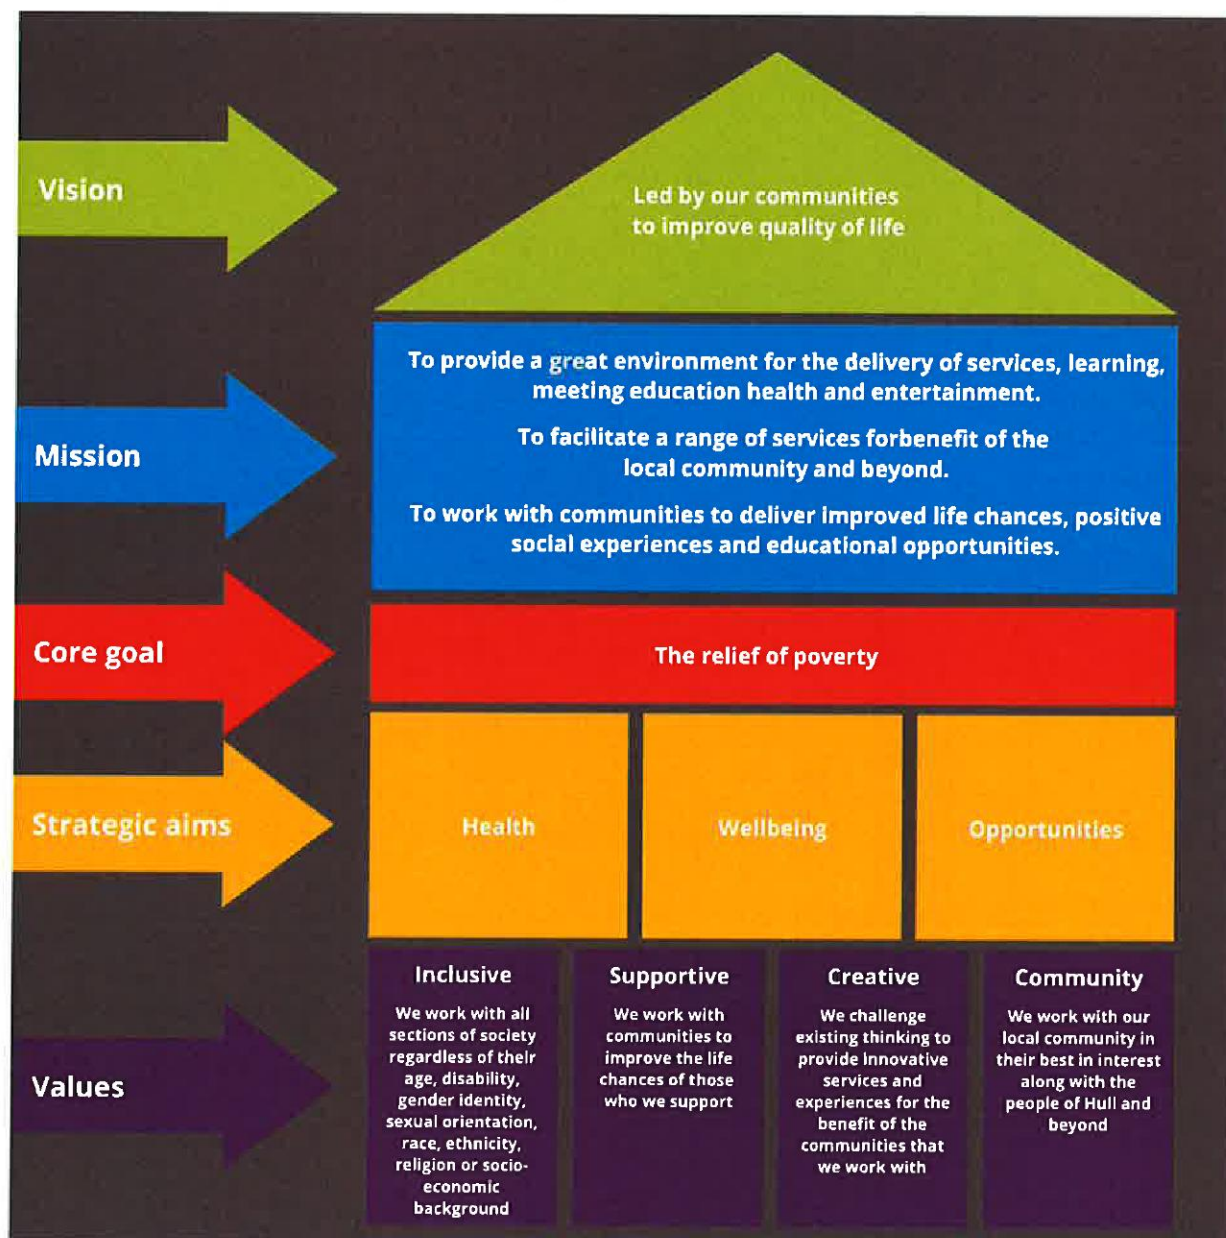 Vision
Led by our communities
to improve quality of life
Mission
To provide a great environment for the delivery of services, learning,
meeting education health and entertainment.
To facilitate a range of services forbenefit of the
local community and beyond.
To work with communities to deliver improved life chances, positive
social experiences and educational opportunities.
Core goal
The relief of poverty
Strategic aims
Health
Wellbeing
Opportunities
Values
Inclusive
We work with all
sections of society
regardless of their
age, disability,
gender identity,
sexual orientation,
race, ethnicity,
religion or socio-
economic
background
Supportive
We work with
communities to
improve the life
chances of those
who we support
Creative
We challenge
existing thinking to
provide innovative
services and
experiences for the
benefit of the
communities that
we work with
Community
We work with our
local community in
their best in interest
along with the
people of Hull and
beyond